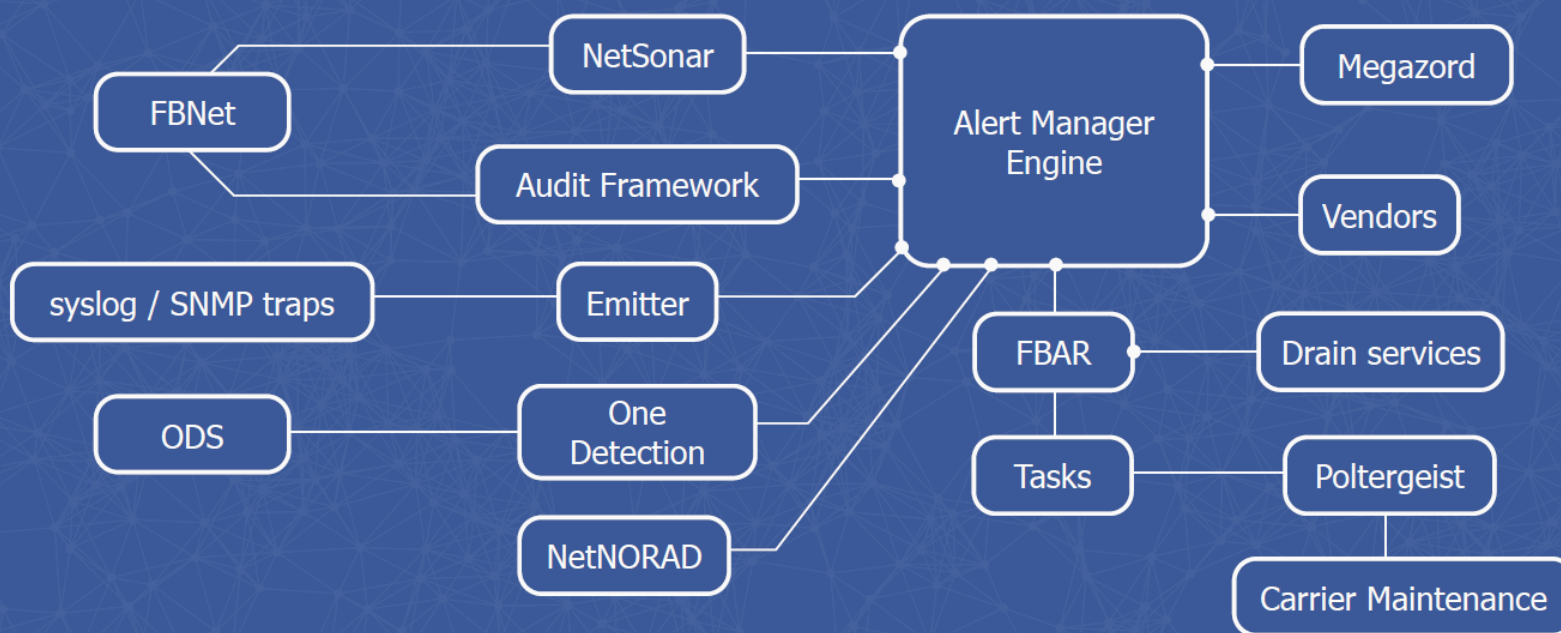 NetSonar
Alert Manager
Engine
Megazord
FBNet
Audit Framework
Vendors
syslog / SNMP traps
Emitter
FBAR
Drain services
ODS
One
Detection
Tasks
Poltergeist
NetNORAD
Carrier Maintenance